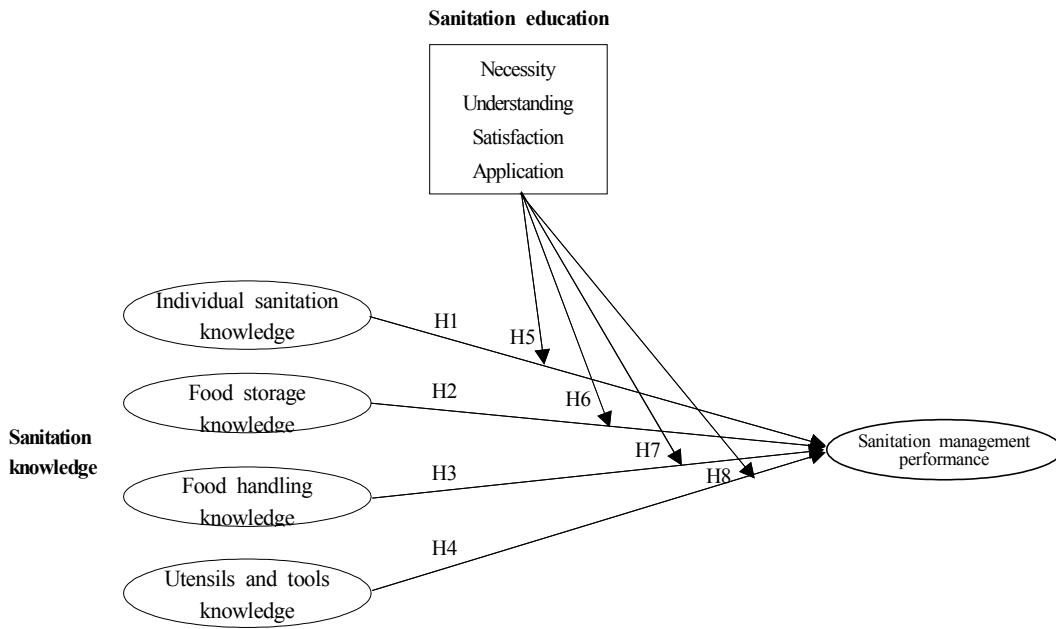 Sanitation education
Necessity
Understanding
Satisfaction
Application
Individual sanitation
knowledge
H1
H5
Food storage
knowledge
H2
H6
Sanitation
knowledge
Food handling
knowledge
H3
H7
H8
Sanitation management
performance
Utensils and tools
knowledge
H4